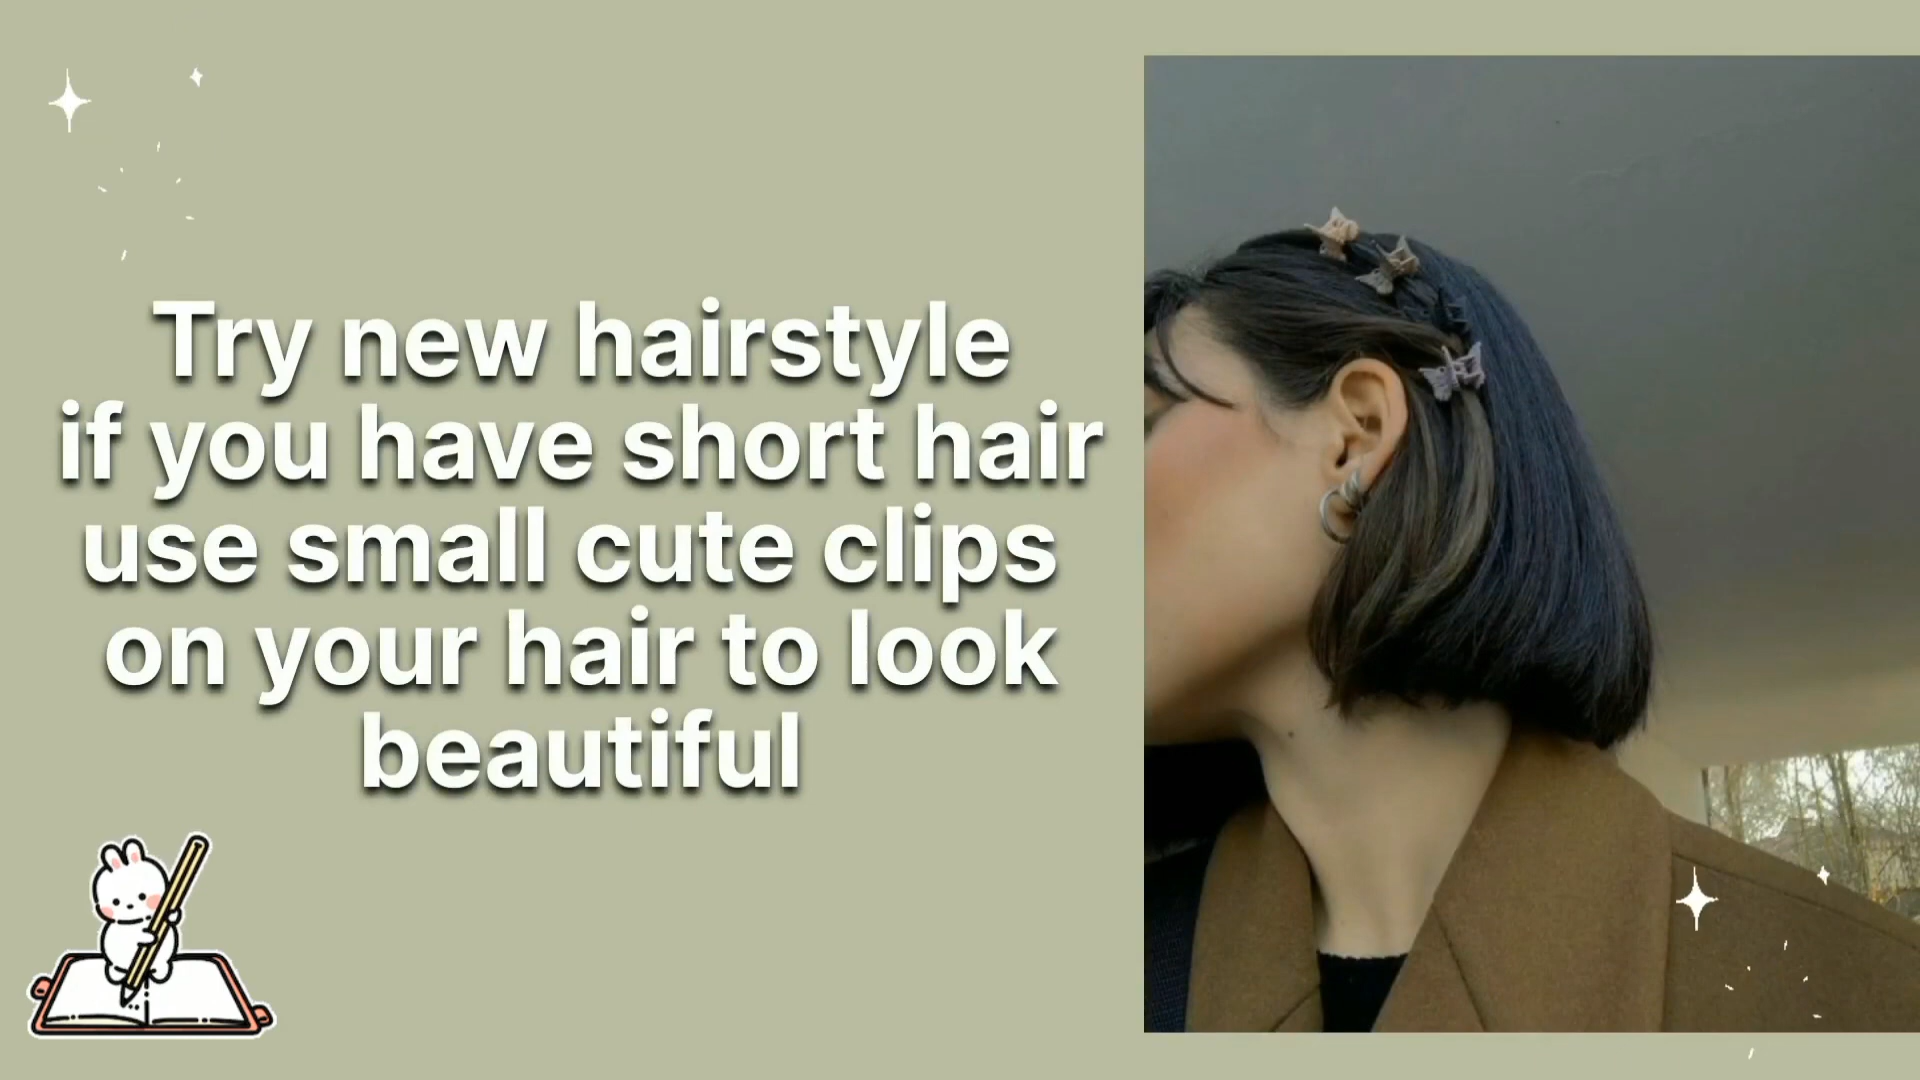 Try new hairstyle
if you have short hair
use small cute clips
on your hair to look
beautiful